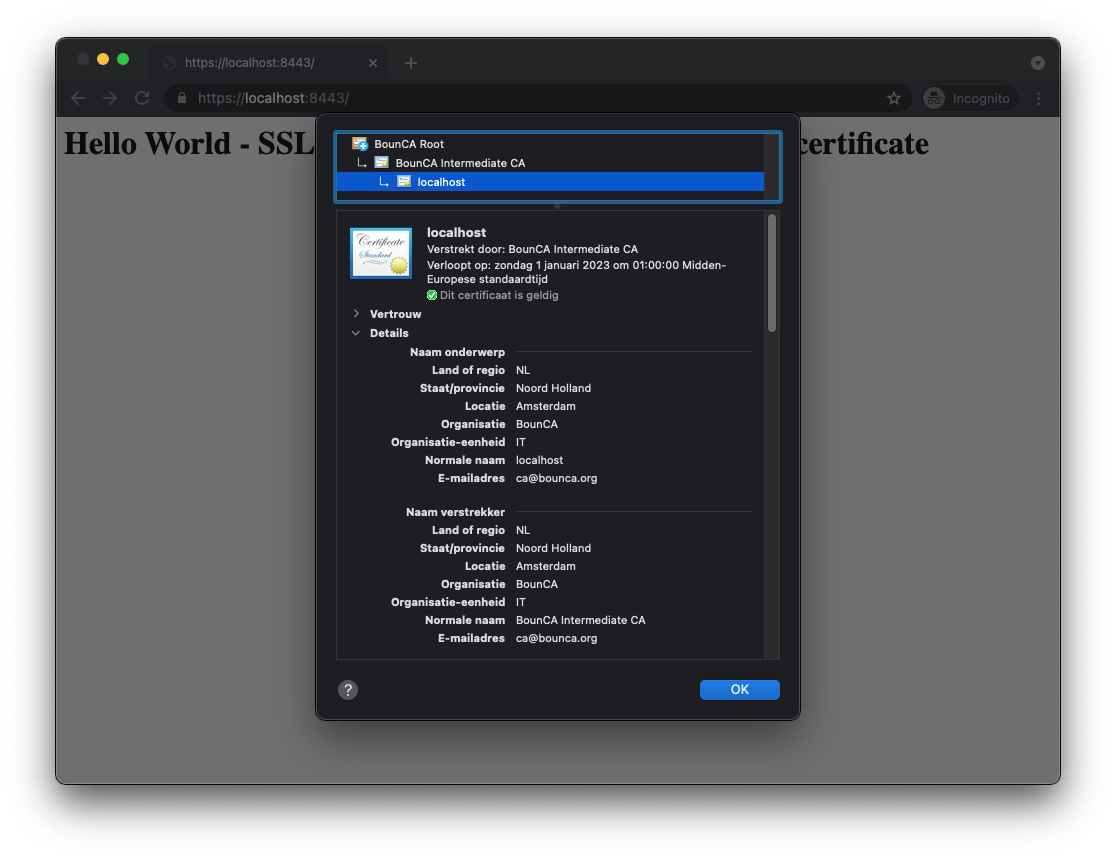 https://localhost:8443/
https://localhost:8443/
Incognito
Hello World - SSL
certificate
BounCA Root
BounCA Intermediate CA
localhost
Certificate
Standard
localhost
Verstrekt door: BounCA Intermediate CA
Verloopt op: zondag 1 januari 2023 om 01:00:00 Midden-
Europese standaardtijd
Dit certificaat is geldig
Vertrouw
Details
Naam onderwerp
Land of regio NL
Staat/provincie Noord Holland
Locatie Amsterdam
Organisatie BounCA
Organisatie-eenheid IT
Normale naam localhost
E-mailadres ca@bounca.org
Naam verstrekker
Land of regio NL
Staat/provincie Noord Holland
Locatie Amsterdam
Organisatie BounCA
Organisatie-eenheid IT
Normale naam BounCA Intermediate CA
E-mailadres ca@bounca.org
?
OK